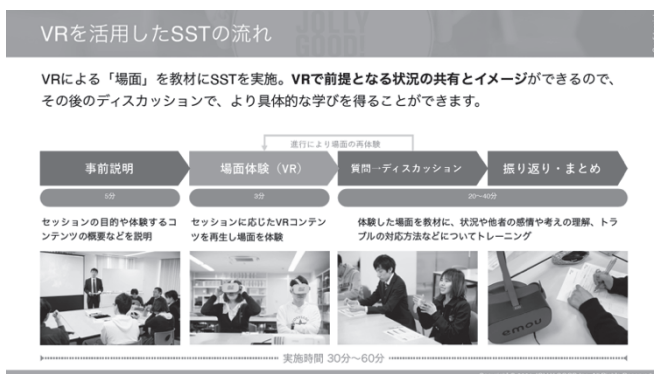 VRを活用したSSTの流れ
JOLLY
GOOD!
VRによる「場面」を教材にSSTを実施。VRで前提となる状況の共有とイメージができるので、
その後のディスカッションで、より具体的な学びを得ることができます。
進行により場面の再体験
事前説明
場面体験（VR）
質問→ディスカッション
振り返り・まとめ
5分
3分
20〜40分
セッションの目的や体験するコ
ンテンツの概要などを説明
セッションに応じたVRコンテン
ツを再生し場面を体験
体験した場面を教材に、状況や他者の感情や考えの理解、トラ
ブルの対応方法などについてトレーニング
emou
実施時間 30分〜60分